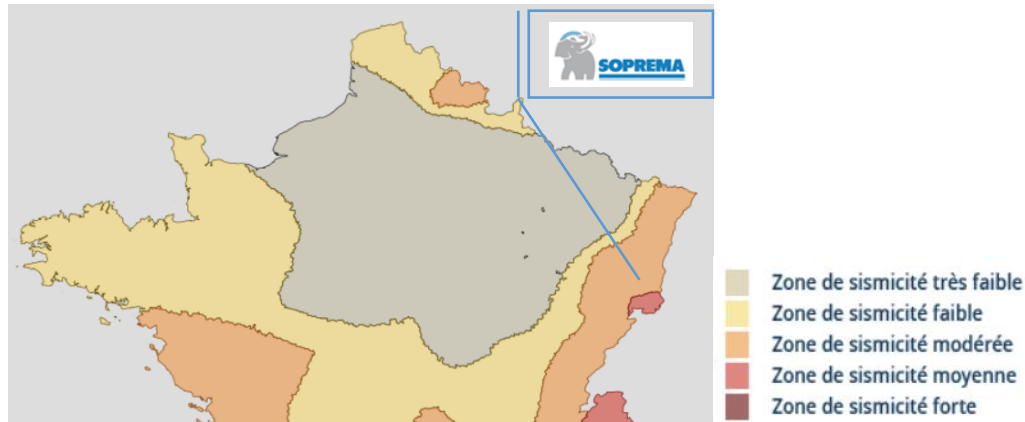 SOPREMA
Zone de sismicité très faible
Zone de sismicité faible
Zone de sismicité modérée
Zone de sismicité moyenne
Zone de sismicité forte